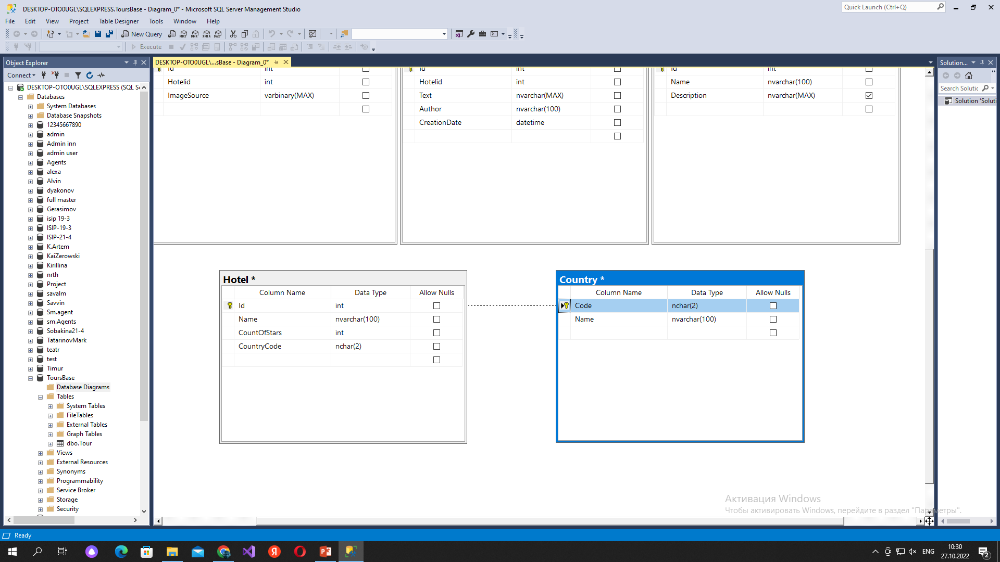 DESKTOP-OTO0UGL\SQLEXPRESS.ToursBase - Diagram_0* - Microsoft SQL Server Management Studio
Quick Launch (Ctrl+Q)
File Edit View Project Table Designer Tools Window Help
New Query
Execute
Object Explorer
Connect
DESKTOP-OTO0UGL\SQLEXPRESS (SQL Se
Databases
System Databases
Database Snapshots
12345667890
admin
Admin inn
admin user
Agents
alexa
Alvin
dyakonov
full master
Gerasimov
isip 19-3
ISIP-19-3
ISIP-21-4
K.Artem
KaiZerowski
Kirillina
nrth
Project
savalm
Savvin
Sm.agent
sm.Agents
Sobakina21-4
TatarinovMark
teatr
test
Timur
ToursBase
Database Diagrams
Tables
System Tables
FileTables
External Tables
Graph Tables
dbo.Tour
Views
External Resources
Synonyms
Programmability
Service Broker
Storage
Security
DESKTOP-OTO0UGL\...sBase - Diagram_0*
Id int
Hotelid int
ImageSource varbinary(MAX)
Id int
Hotelid int
Text nvarchar(MAX)
Author nvarchar(100)
CreationDate datetime
Id int
Name nvarchar(100)
Description nvarchar(MAX)
Hotel *
Column Name Data Type Allow Nulls
Id int
Name nvarchar(100)
CountOfStars int
CountryCode nchar(2)
Country *
Column Name Data Type Allow Nulls
Code nchar(2)
Name nvarchar(100)
Solution...
Search Solutic
Solution 'Soluti
Активация Windows
Чтобы активировать Windows, перейдите в раздел "Параметры".
Ready
ENG
10:30
27.10.2022
2